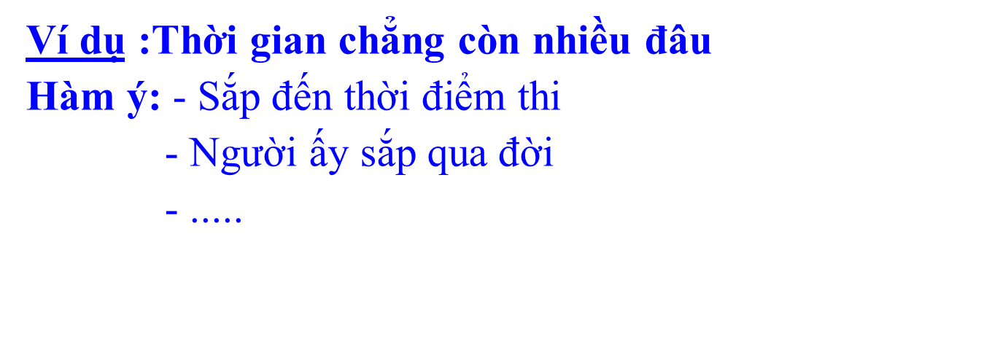 Ví dụ :Thời gian chẳng còn nhiều đâu
Hàm ý: - Sắp đến thời điểm thi
- Người ấy sắp qua đời
- .....